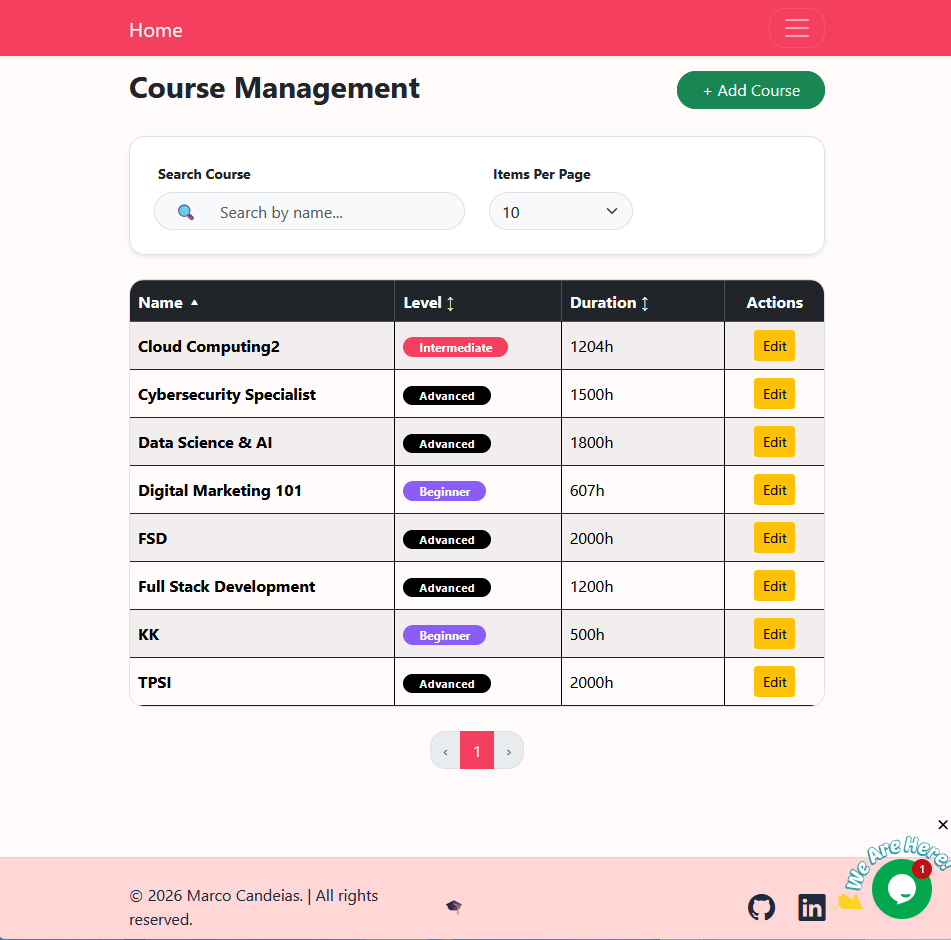 Home
Course Management
+ Add Course
Search Course
Items Per Page
Search by name...
10
Name ▲ Level ↕ Duration ↕ Actions
Cloud Computing2 Intermediate 1204h Edit
Cybersecurity Specialist Advanced 1500h Edit
Data Science & AI Advanced 1800h Edit
Digital Marketing 101 Beginner 607h Edit
FSD Advanced 2000h Edit
Full Stack Development Advanced 1200h Edit
KK Beginner 500h Edit
TPSI Advanced 2000h Edit
‹ 1 ›
We Are Here!
1
© 2026 Marco Candeias. | All rights
reserved.
in